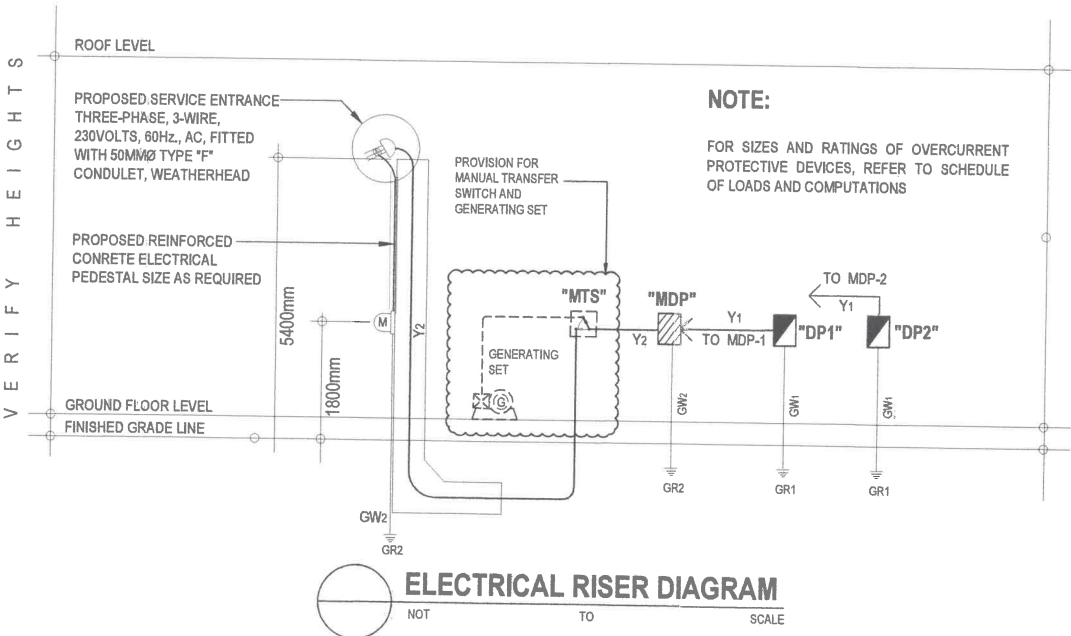 VERIFY HEIGHTS
ROOF LEVEL
PROPOSED SERVICE ENTRANCE
THREE-PHASE, 3-WIRE,
230VOLTS, 60Hz., AC, FITTED
WITH 50MMØ TYPE "F"
CONDULET, WEATHERHEAD
PROPOSED REINFORCED
CONRETE ELECTRICAL
PEDESTAL SIZE AS REQUIRED
5400mm
1800mm
M
Y2
GROUND FLOOR LEVEL
FINISHED GRADE LINE
GW2
GR2
PROVISION FOR
MANUAL TRANSFER
SWITCH AND
GENERATING SET
"MTS"
GENERATING
SET
G
NOTE:
FOR SIZES AND RATINGS OF OVERCURRENT
PROTECTIVE DEVICES, REFER TO SCHEDULE
OF LOADS AND COMPUTATIONS
"MDP"
Y2
Y1
TO MDP-1
"DP1"
TO MDP-2
Y1
"DP2"
GW2
GR2
GW1
GR1
GW1
GR1
ELECTRICAL RISER DIAGRAM
NOT TO SCALE